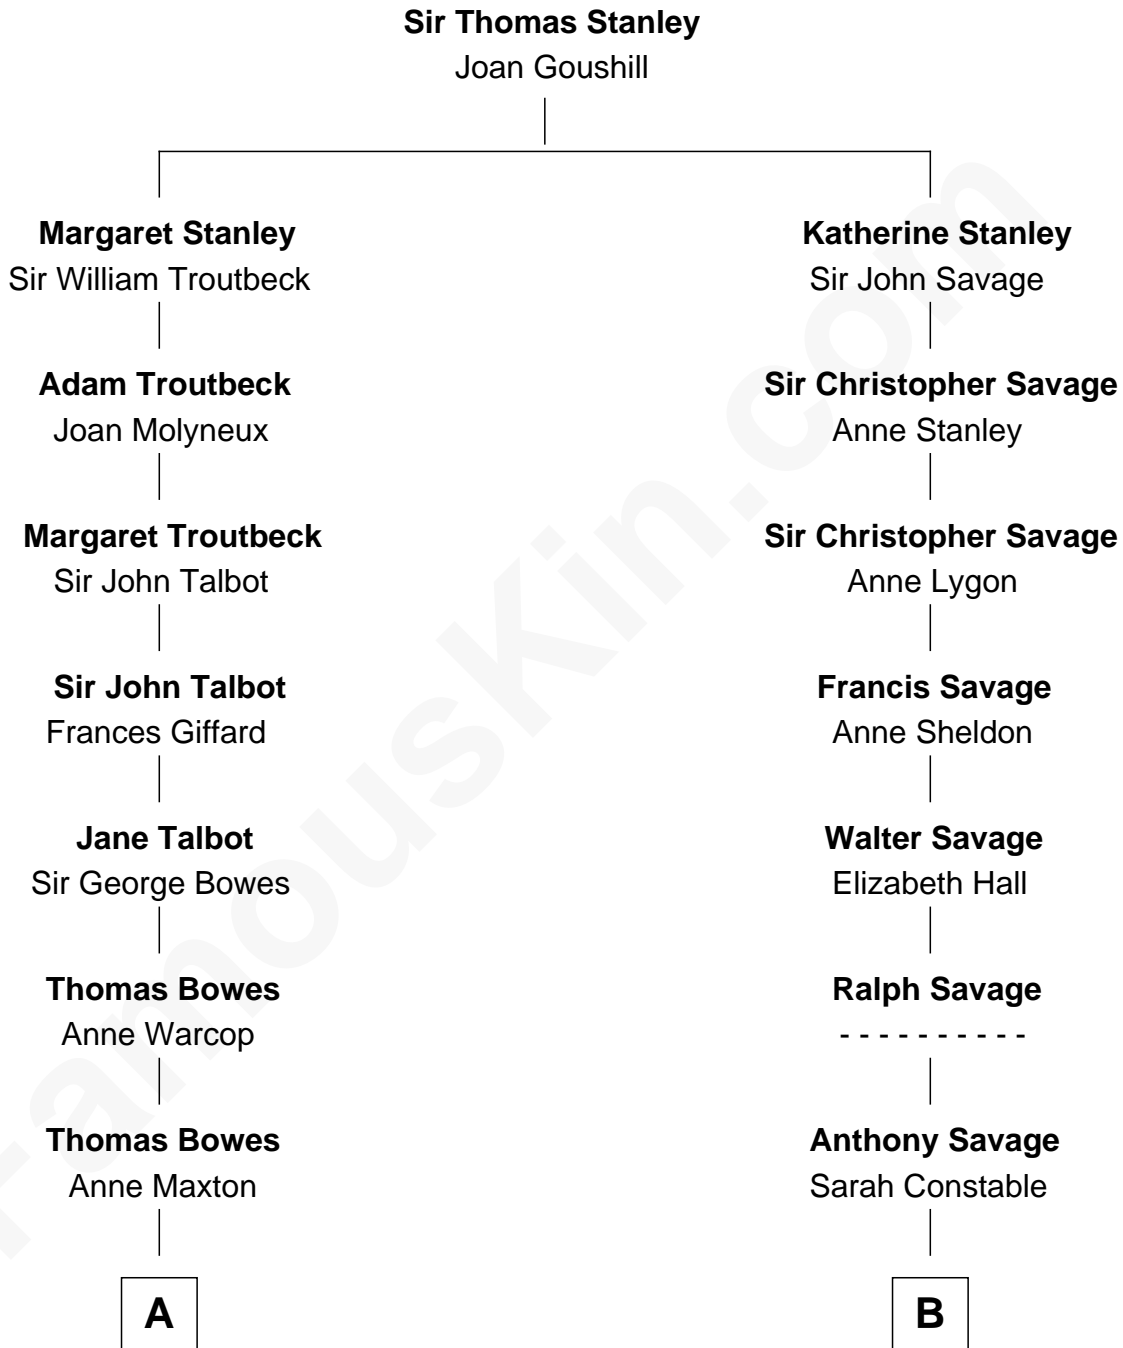 Sir Thomas Stanley
Joan Goushill
Margaret Stanley
Sir William Troutbeck
Katherine Stanley
Sir John Savage
Adam Troutbeck
Joan Molyneux
Sir Christopher Savage
Anne Stanley
Margaret Troutbeck
Sir John Talbot
Sir Christopher Savage
Anne Lygon
Sir John Talbot
Frances Giffard
Francis Savage
Anne Sheldon
Jane Talbot
Sir George Bowes
Walter Savage
Elizabeth Hall
Thomas Bowes
Anne Warcop
Ralph Savage
- - - - - - - - - -
Thomas Bowes
Anne Maxton
Anthony Savage
Sarah Constable
A
B
FamousKin.com